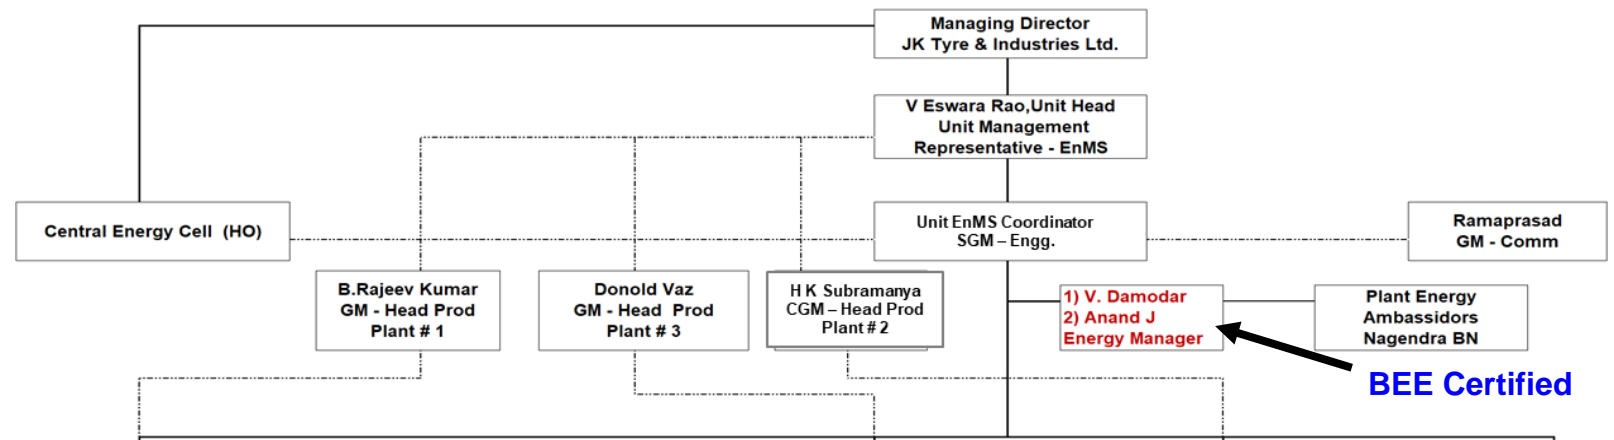 Managing Director
JK Tyre & Industries Ltd.
V Eswara Rao,Unit Head
Unit Management
Representative - EnMS
Central Energy Cell (HO)
Unit EnMS Coordinator
SGM – Engg.
Ramaprasad
GM - Comm
B.Rajeev Kumar
GM - Head Prod
Plant # 1
Donold Vaz
GM - Head Prod
Plant # 3
H K Subramanya
CGM – Head Prod
Plant # 2
1) V. Damodar
2) Anand J
Energy Manager
Plant Energy
Ambassidors
Nagendra BN
BEE Certified